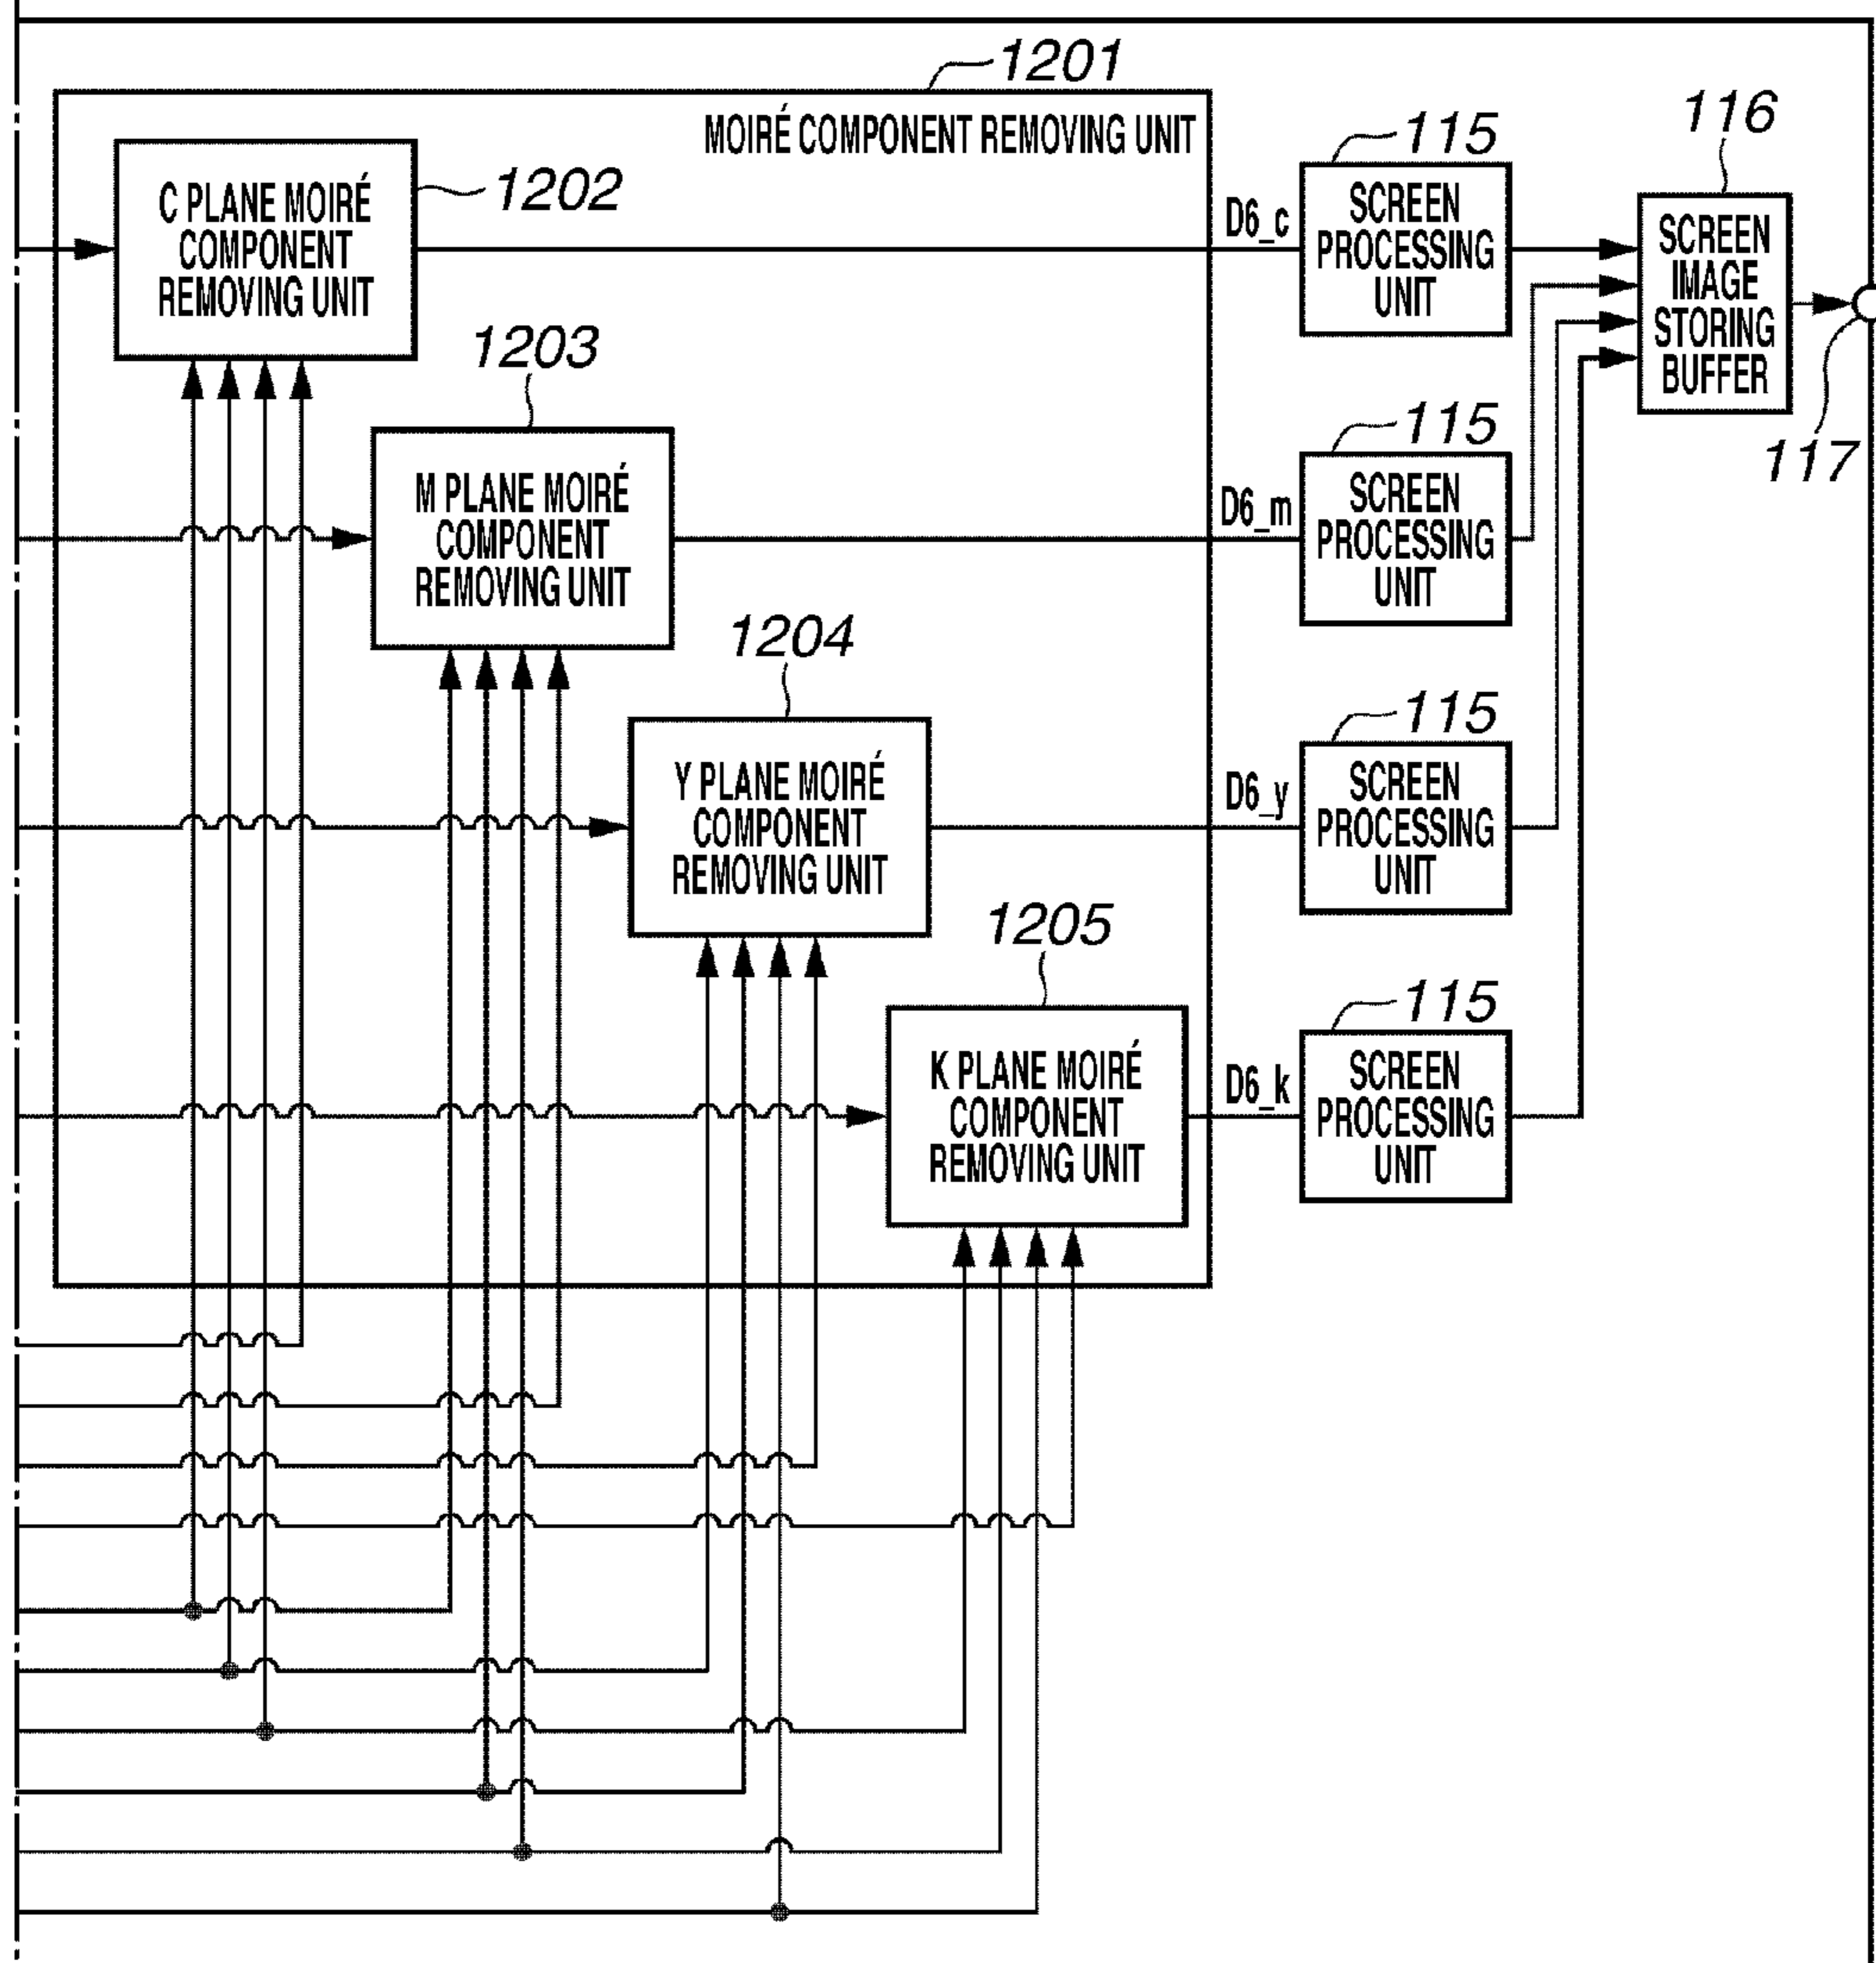 1201
MOIRÉ COMPONENT REMOVING UNIT
C PLANE MOIRÉ
COMPONENT
REMOVING UNIT
1202
D6_c
115
SCREEN
PROCESSING
UNIT
116
SCREEN
IMAGE
STORING
BUFFER
117
1203
M PLANE MOIRÉ
COMPONENT
REMOVING UNIT
D6_m
115
SCREEN
PROCESSING
UNIT
1204
Y PLANE MOIRÉ
COMPONENT
REMOVING UNIT
D6_y
115
SCREEN
PROCESSING
UNIT
1205
K PLANE MOIRÉ
COMPONENT
REMOVING UNIT
D6_k
115
SCREEN
PROCESSING
UNIT